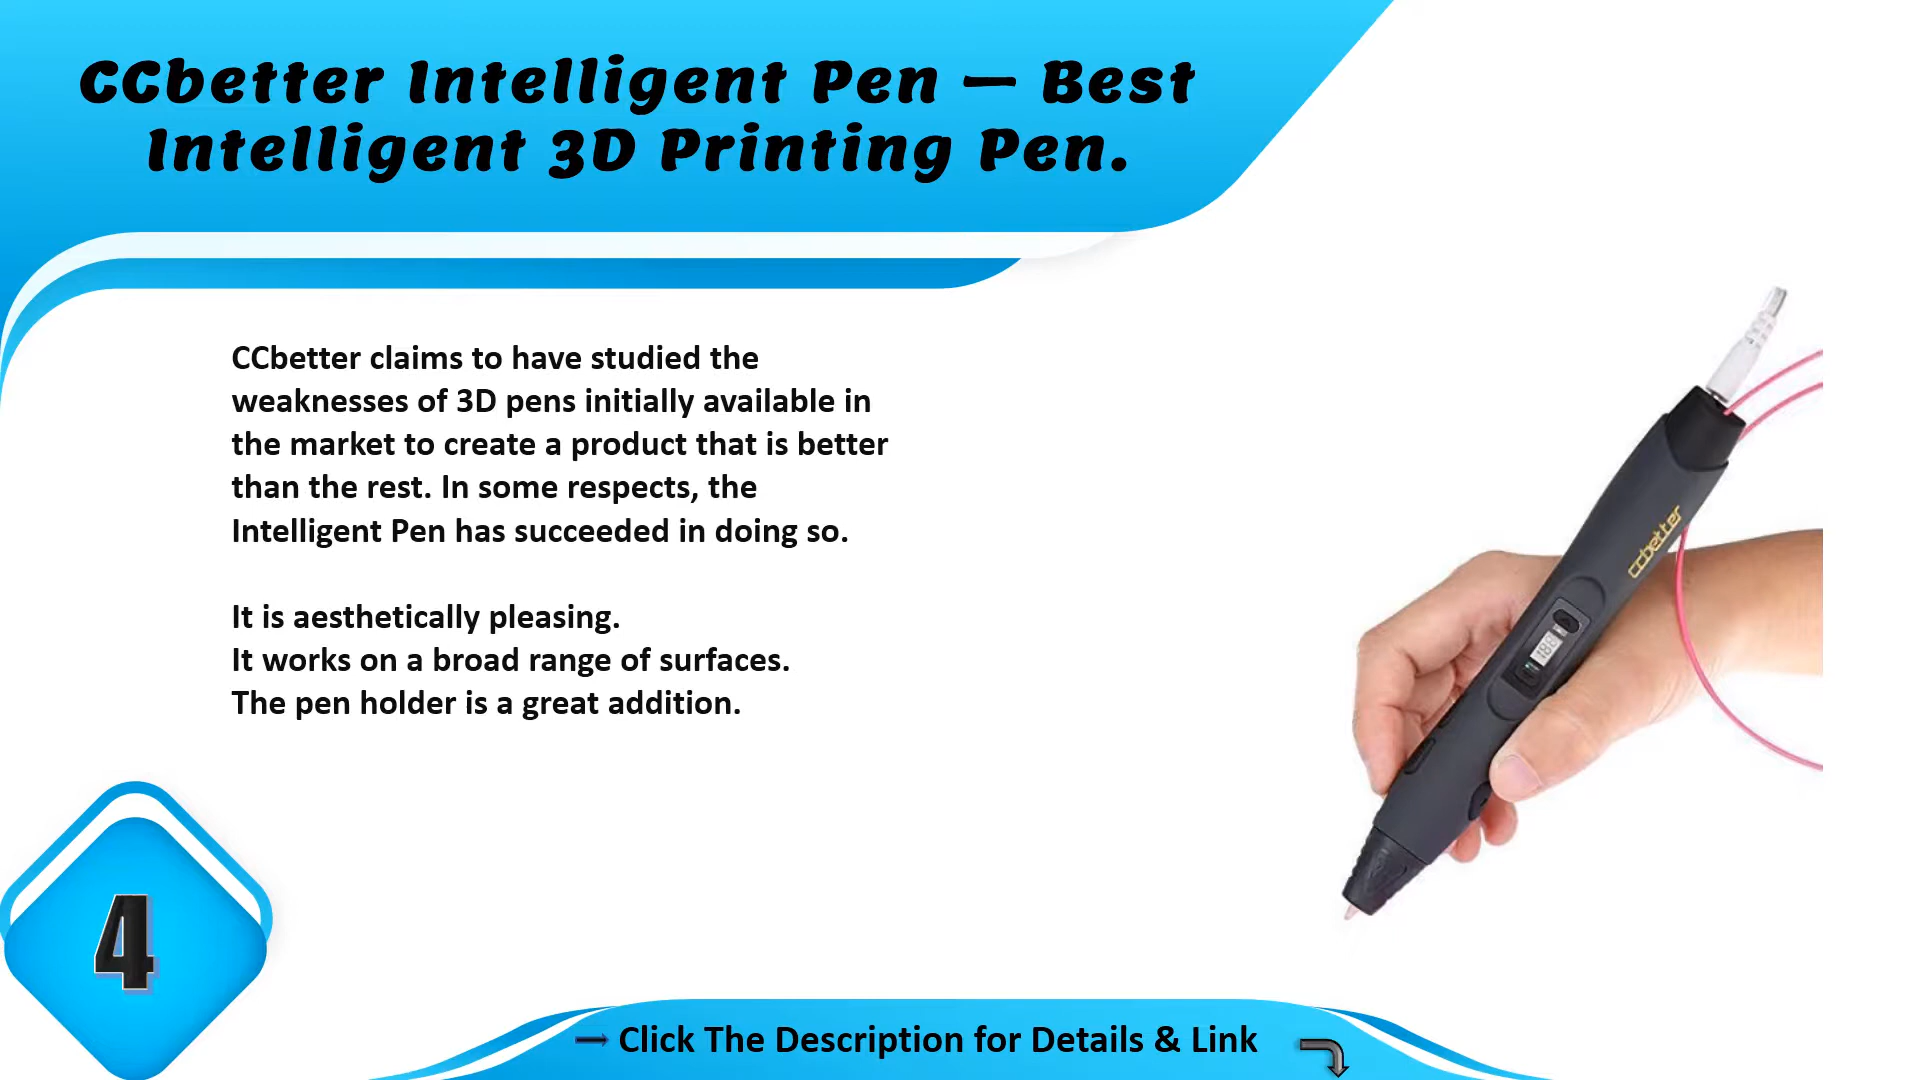 CCbetter Intelligent Pen — Best
Intelligent 3D Printing Pen.
CCbetter claims to have studied the
weaknesses of 3D pens initially available in
the market to create a product that is better
than the rest. In some respects, the
Intelligent Pen has succeeded in doing so.
It is aesthetically pleasing.
It works on a broad range of surfaces.
The pen holder is a great addition.
ccbetter
4
Click The Description for Details & Link